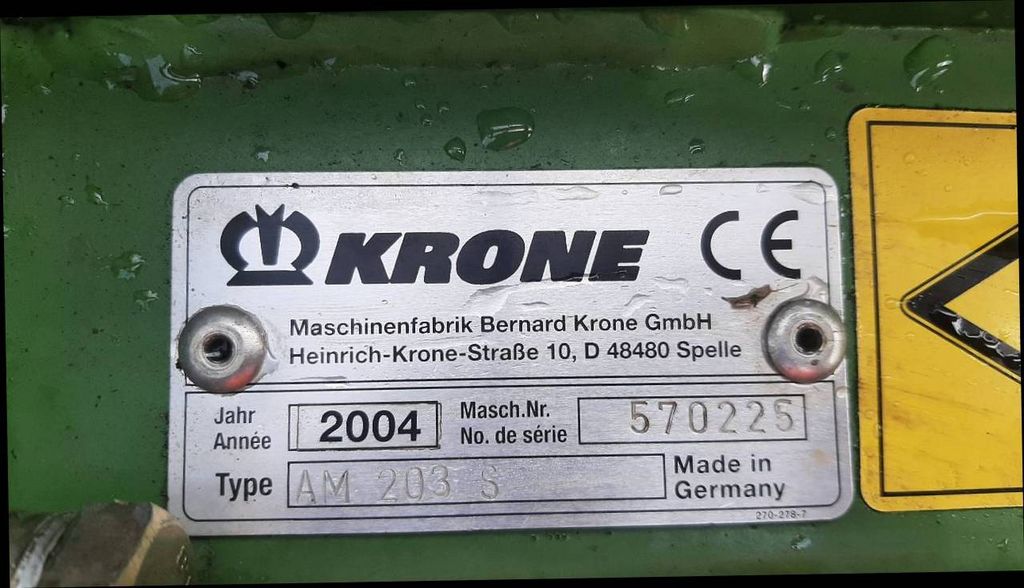 KRONE CE
Maschinenfabrik Bernard Krone GmbH
Heinrich-Krone-Straße 10, D 48480 Spelle
Jahr
Année
2004
Masch.Nr.
No. de série
570225
Type
AM 203 S
Made in
Germany
270-278-7